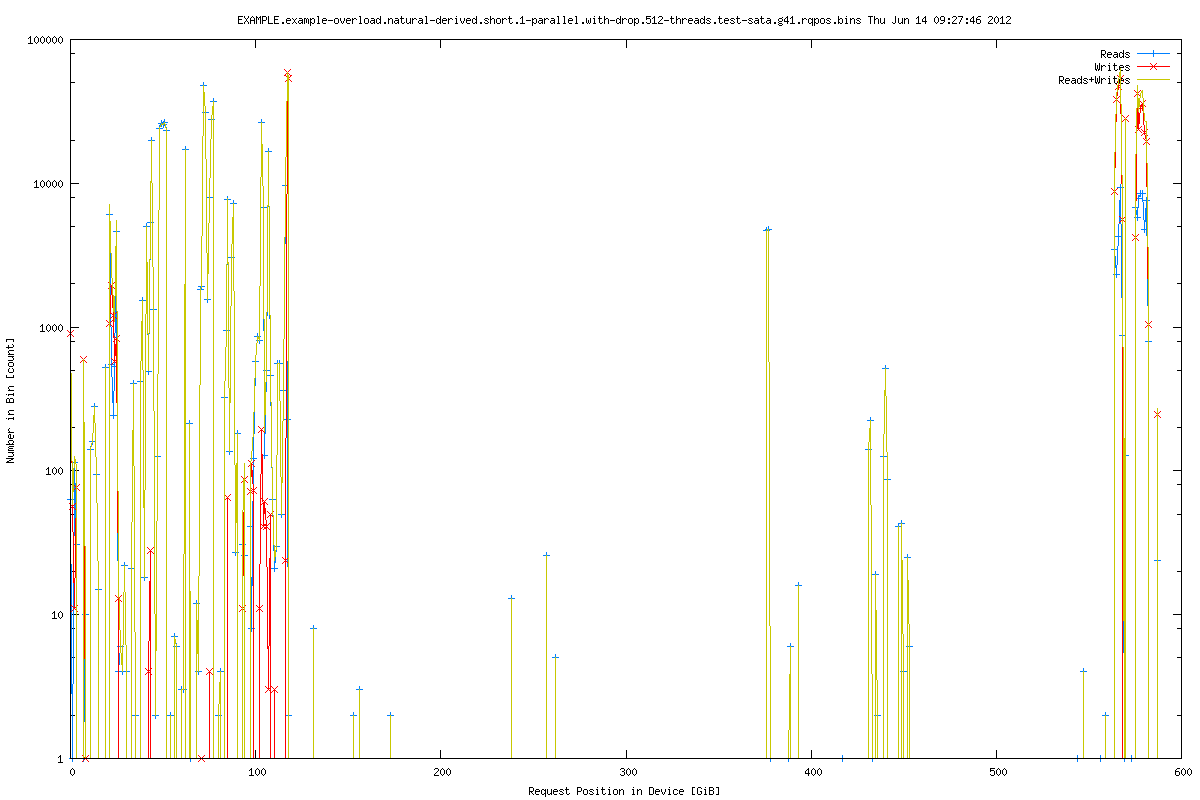 EXAMPLE.example-overload.natural-derived.short.1-parallel.with-drop.512-threads.test-sata.g41.rqpos.bins Thu Jun 14 09:27:46 2012
Reads
Writes
Reads+Writes
100000
10000
1000
100
10
1
Number in Bin [count]
0 100 200 300 400 500 600
Request Position in Device [GiB]